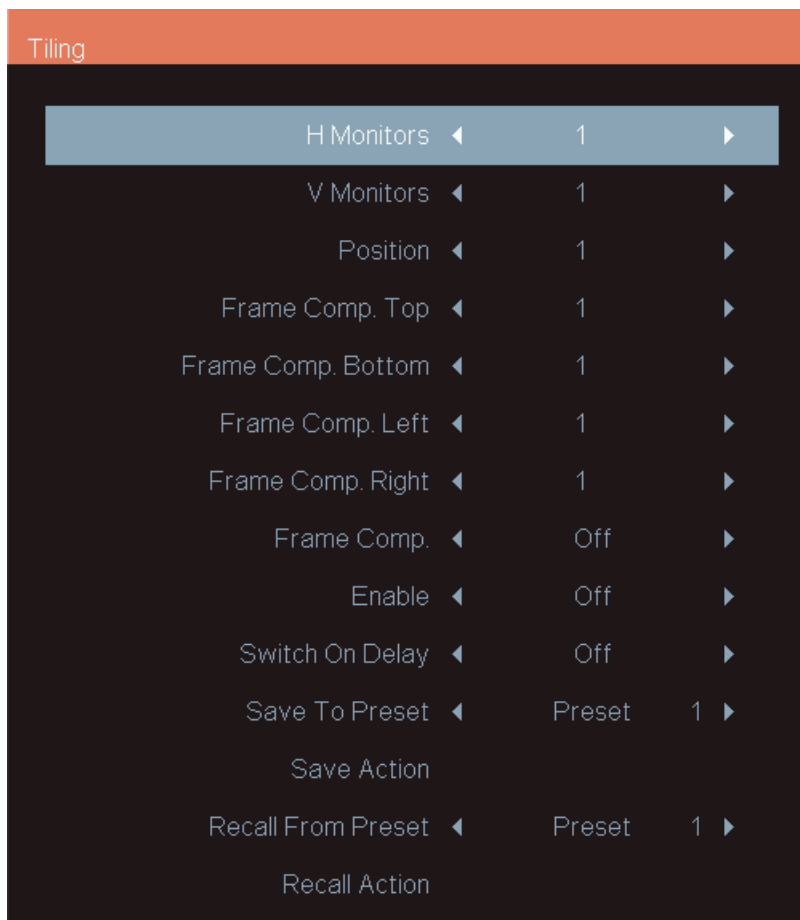 Tiling
H Monitors 1
V Monitors 1
Position 1
Frame Comp. Top 1
Frame Comp. Bottom 1
Frame Comp. Left 1
Frame Comp. Right 1
Frame Comp. Off
Enable Off
Switch On Delay Off
Save To Preset Preset 1
Save Action
Recall From Preset Preset 1
Recall Action